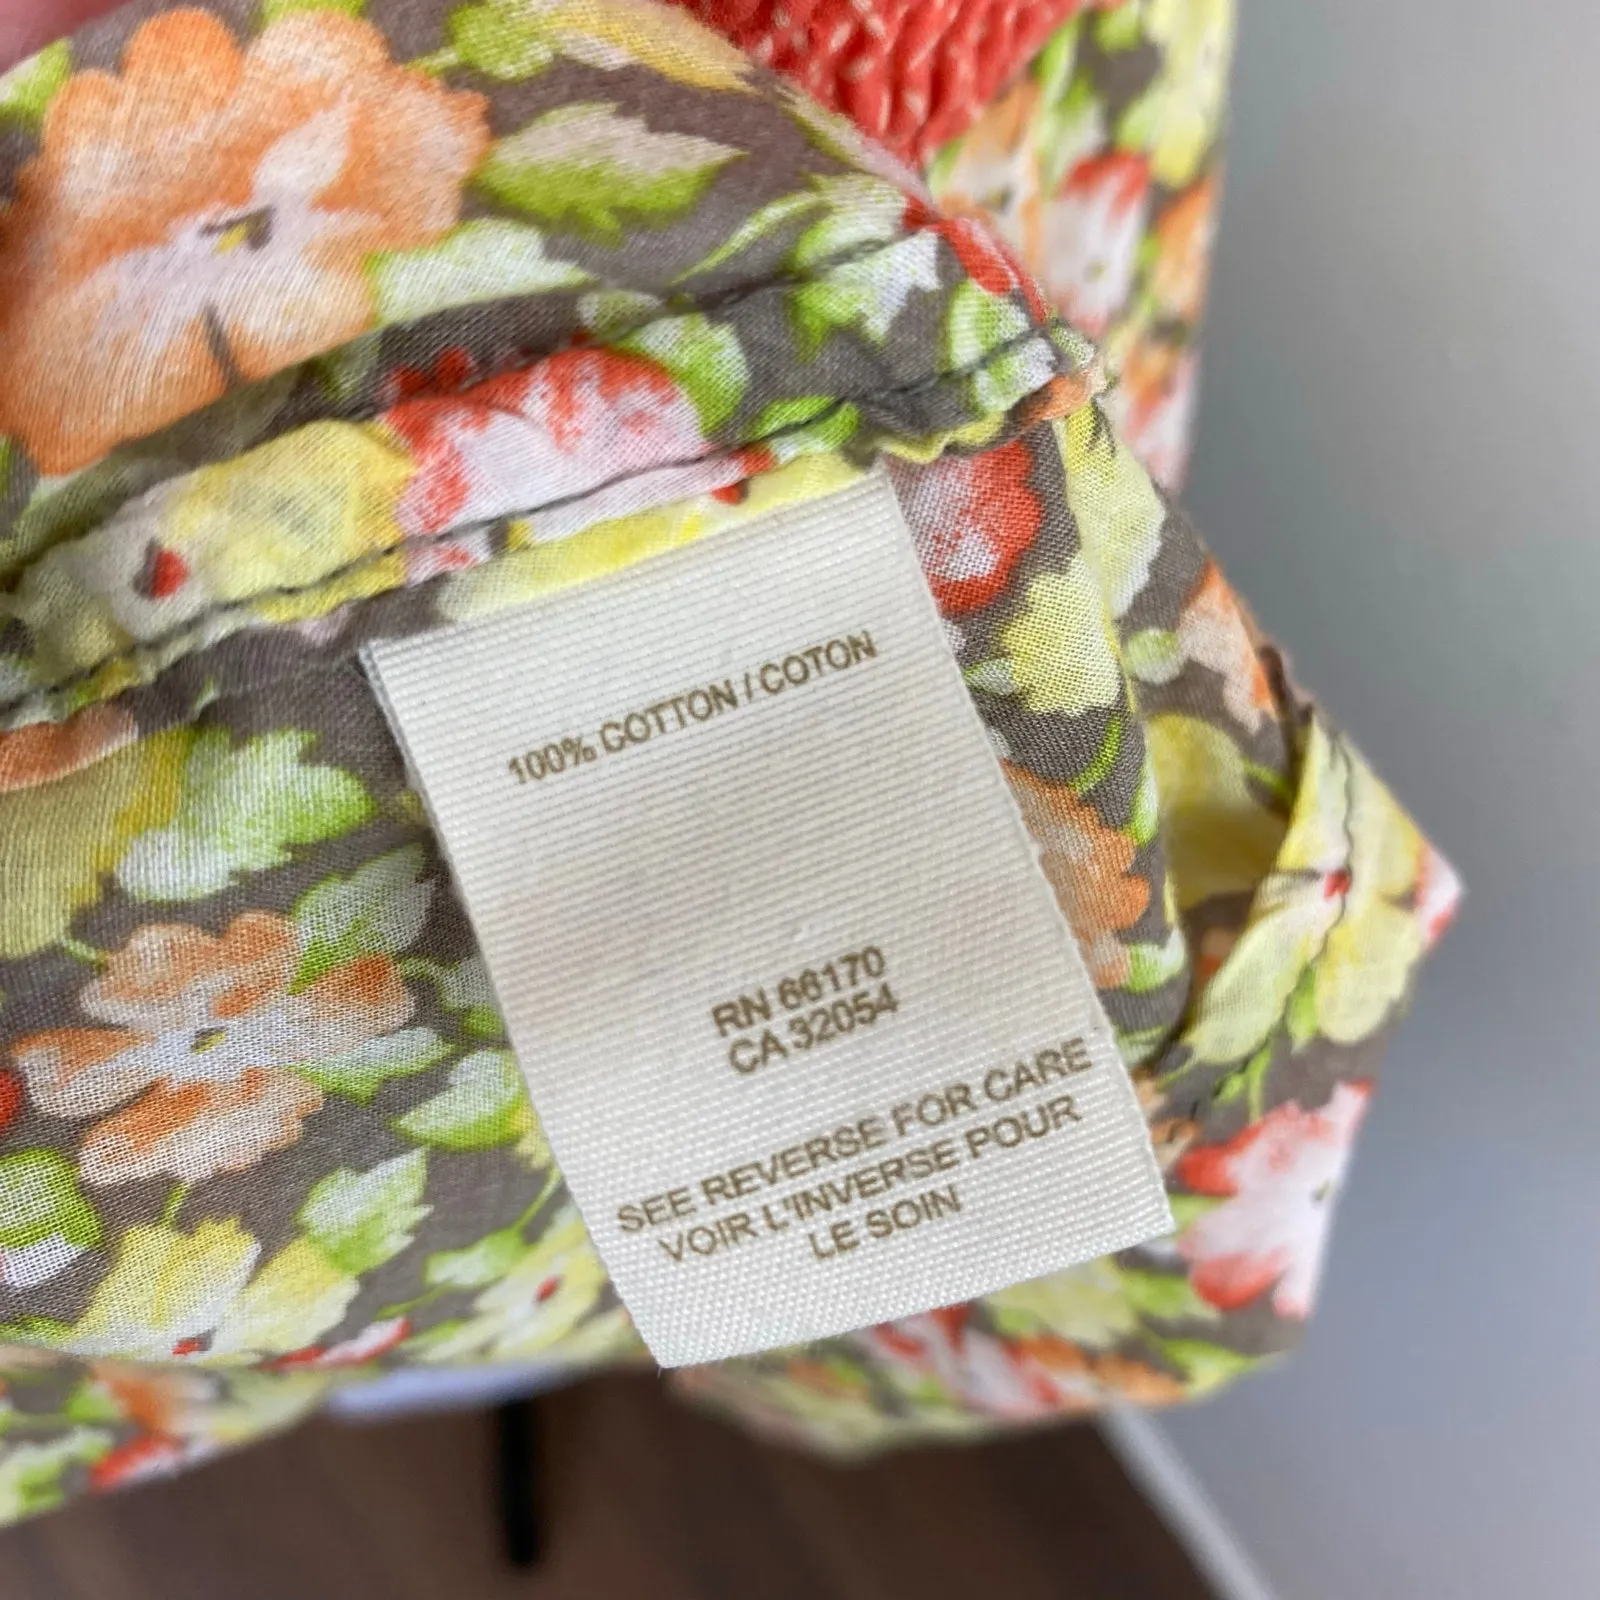 100% COTTON / COTON
RN 66170
CA 32054
SEE REVERSE FOR CARE
VOIR L'INVERSE POUR
LE SOIN